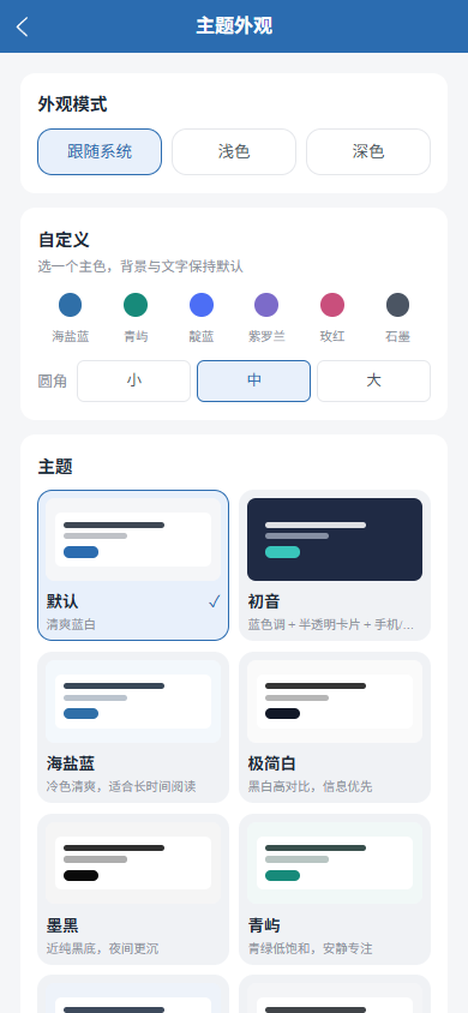 主题外观
外观模式
跟随系统
浅色
深色
自定义
选一个主色，背景与文字保持默认
海盐蓝
青屿
靛蓝
紫罗兰
玫红
石墨
圆角
小
中
大
主题
默认
清爽蓝白
初音
蓝色调 + 半透明卡片 + 手机/...
海盐蓝
冷色清爽，适合长时间阅读
极简白
黑白高对比，信息优先
墨黑
近纯黑底，夜间更沉
青屿
青绿低饱和，安静专注